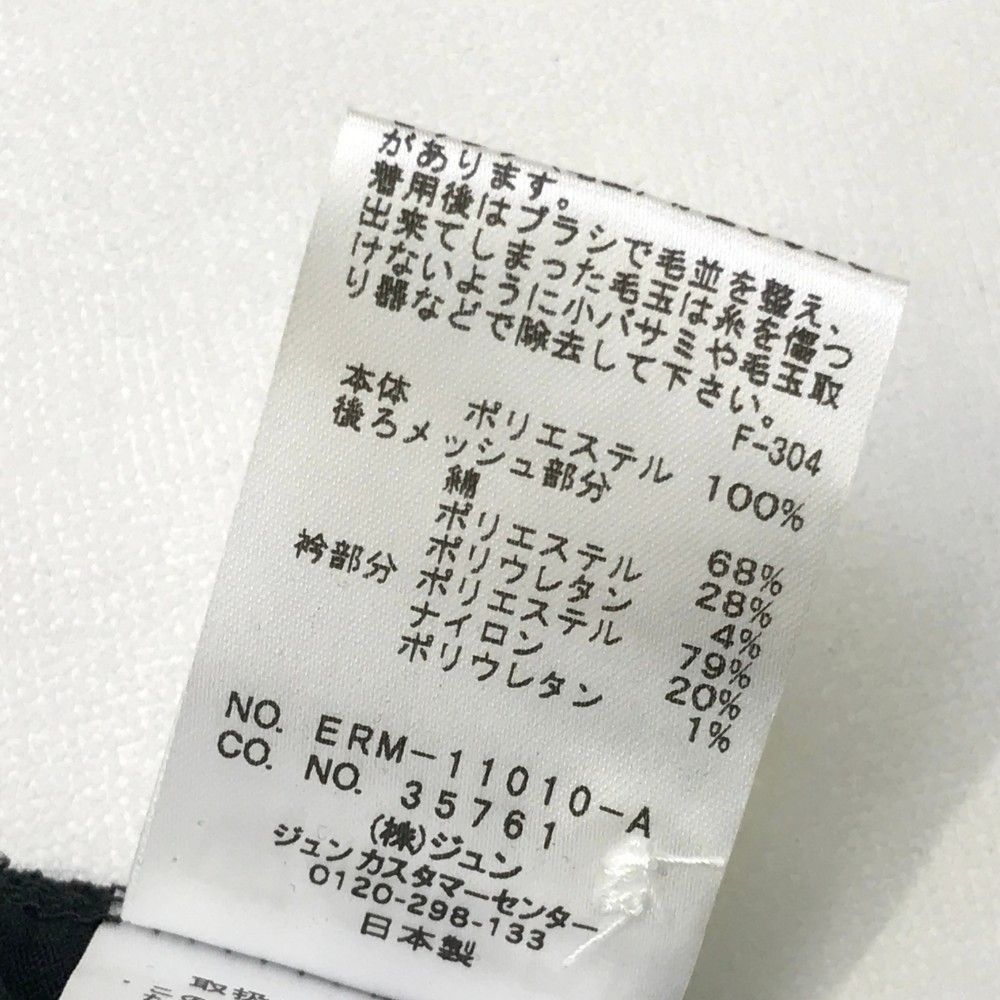 があります。
着用後はブラシで毛並を整え、
出来てしまった毛玉は糸を傷つ
けないように小バサミや毛玉取
り器などで除去して下さい。
F-304
本体 ポリエステル 100%
後ろメッシュ部分
綿 68%
ポリエステル 28%
ポリウレタン 4%
衿部分 ポリエステル 79%
ナイロン 20%
ポリウレタン 1%
NO. ERM-11010-A
CO. NO. 35761
(株)ジュン
ジュンカスタマーセンター
0120-298-133
日本製
取扱